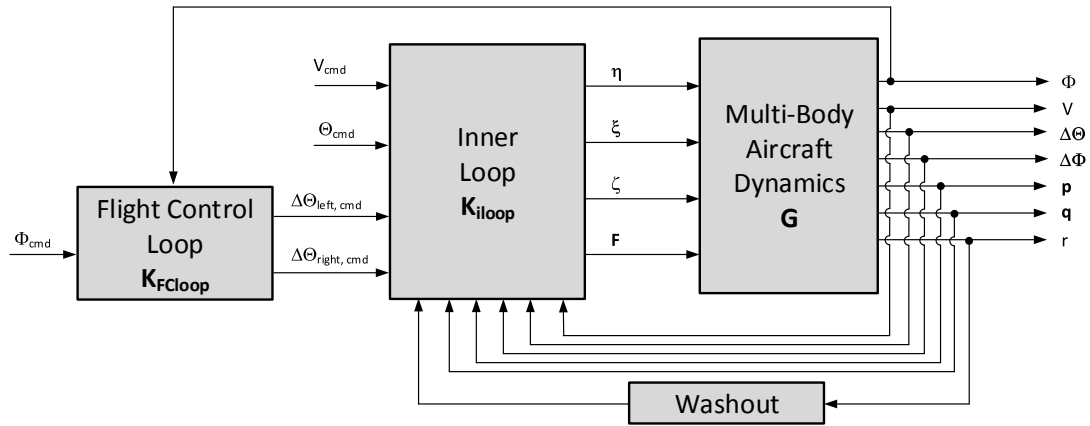 Φcmd
Flight Control
Loop
KFCloop
ΔΘleft, cmd
ΔΘright, cmd
Vcmd
Θcmd
Inner
Loop
Kiloop
η
ξ
ζ
F
Multi-Body
Aircraft
Dynamics
G
Φ
V
ΔΘ
ΔΦ
p
q
r
Washout